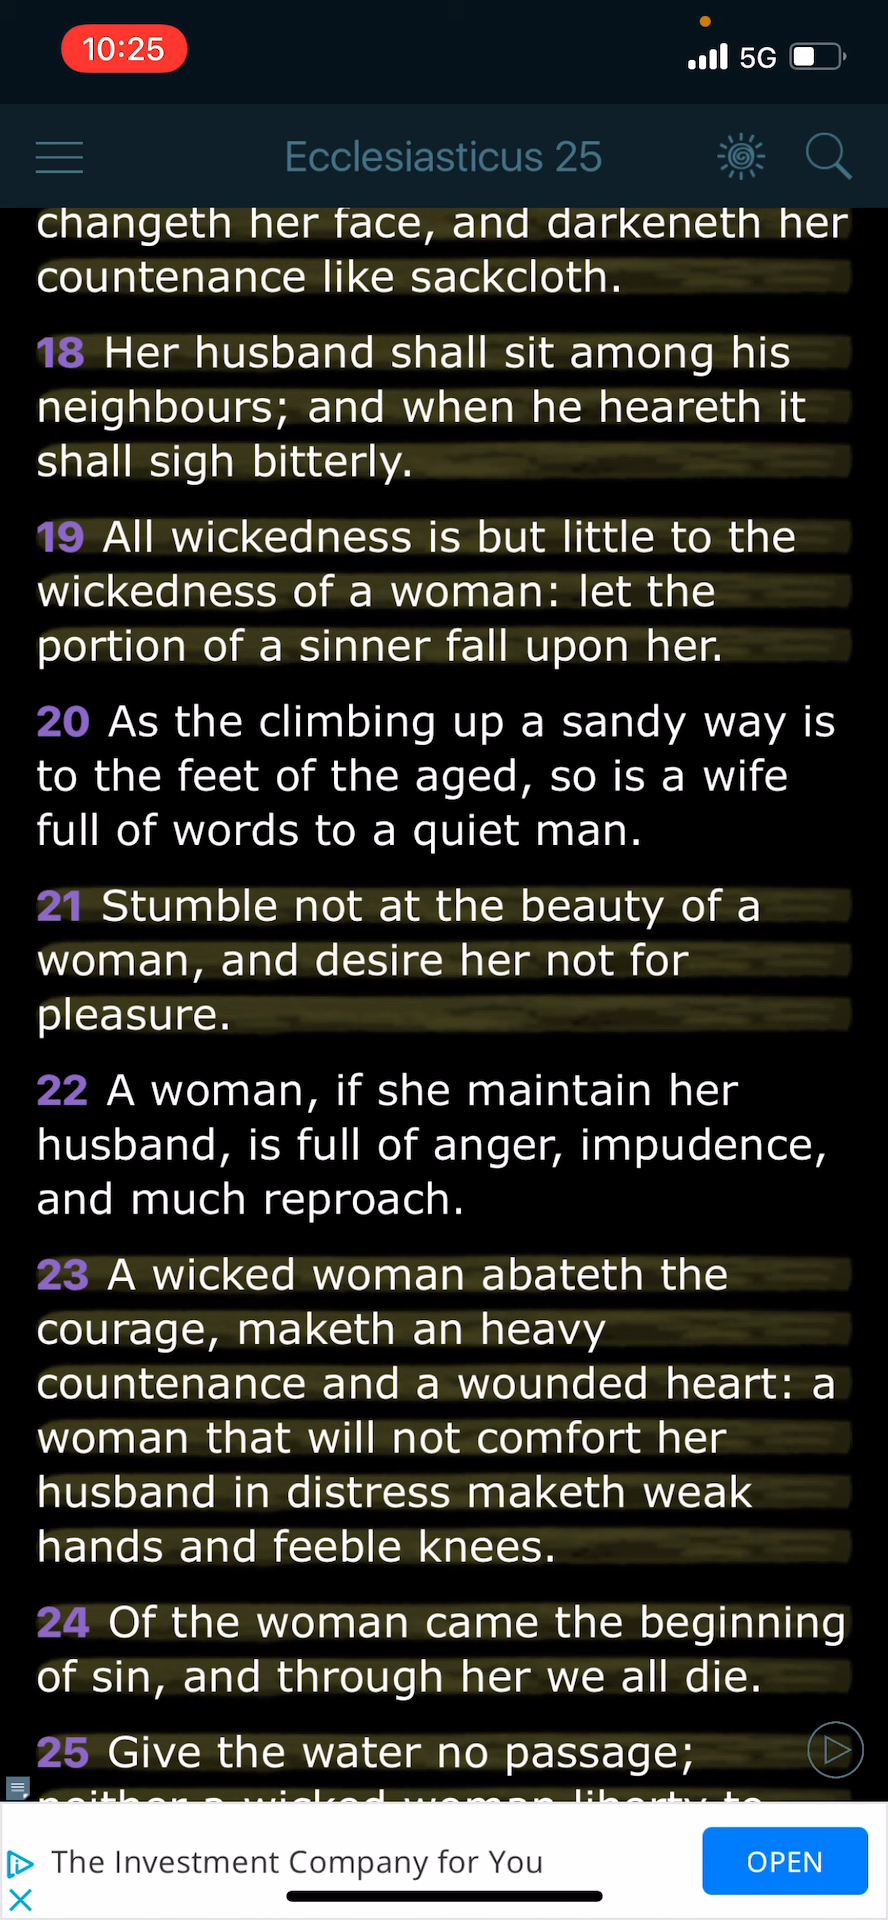 10:25
5G
Ecclesiasticus 25
changeth her face, and darkeneth her
countenance like sackcloth.
18 Her husband shall sit among his
neighbours; and when he heareth it
shall sigh bitterly.
19 All wickedness is but little to the
wickedness of a woman: let the
portion of a sinner fall upon her.
20 As the climbing up a sandy way is
to the feet of the aged, so is a wife
full of words to a quiet man.
21 Stumble not at the beauty of a
woman, and desire her not for
pleasure.
22 A woman, if she maintain her
husband, is full of anger, impudence,
and much reproach.
23 A wicked woman abateth the
courage, maketh an heavy
countenance and a wounded heart: a
woman that will not comfort her
husband in distress maketh weak
hands and feeble knees.
24 Of the woman came the beginning
of sin, and through her we all die.
25 Give the water no passage;
neither a wicked woman liberty to
The Investment Company for You
OPEN